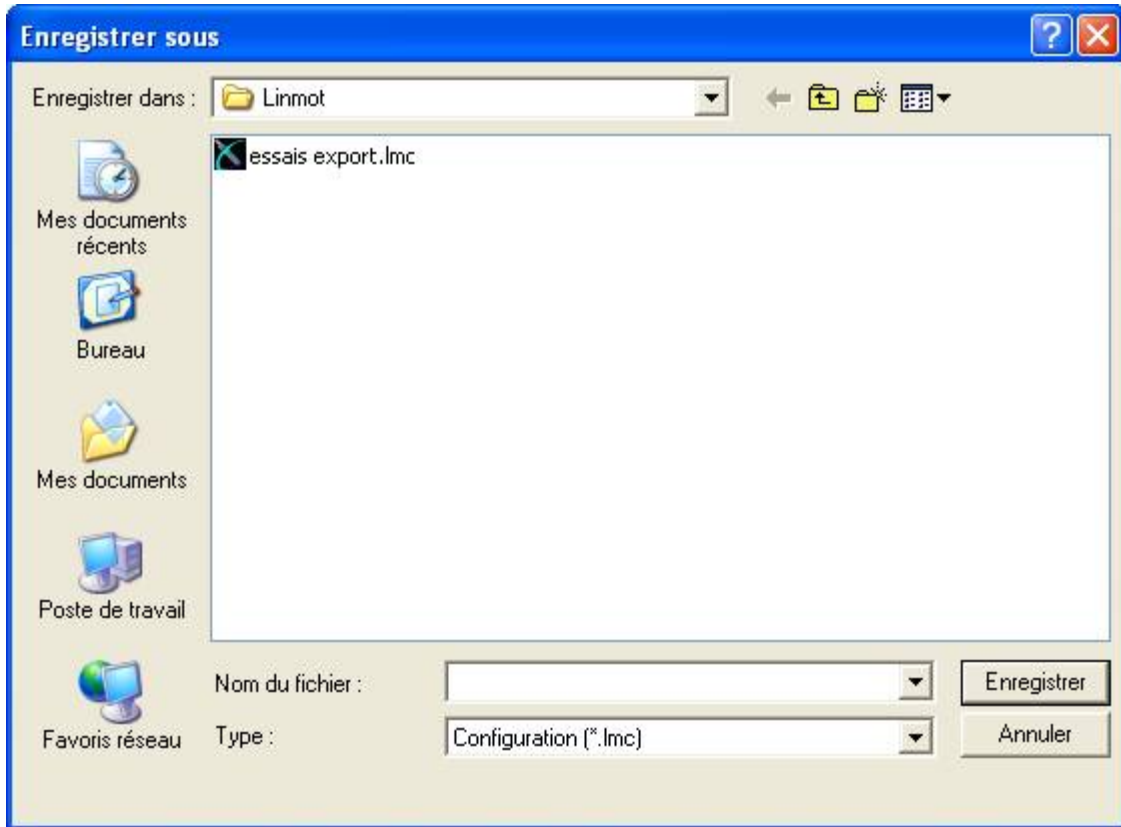 Enregistrer sous
Enregistrer dans :
Linmot
essais export.lmc
Mes documents
récents
Bureau
Mes documents
Poste de travail
Favoris réseau
Nom du fichier :
Enregistrer
Type :
Configuration (*.lmc)
Annuler